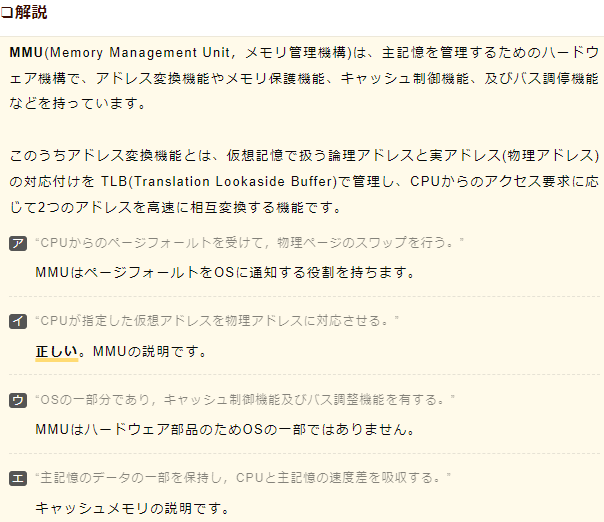 ❏解説
MMU(Memory Management Unit，メモリ管理機構)は、主記憶を管理するためのハードウ
ェア機構で、アドレス変換機能やメモリ保護機能、キャッシュ制御機能、及びバス調停機能
などを持っています。
このうちアドレス変換機能とは、仮想記憶で扱う論理アドレスと実アドレス(物理アドレス)
の対応付けを TLB(Translation Lookaside Buffer)で管理し、CPUからのアクセス要求に応
じて2つのアドレスを高速に相互変換する機能です。
ア “CPUからのページフォールトを受けて，物理ページのスワップを行う。”
MMUはページフォールトをOSに通知する役割を持ちます。
イ “CPUが指定した仮想アドレスを物理アドレスに対応させる。”
正しい。MMUの説明です。
ウ “OSの一部分であり，キャッシュ制御機能及びバス調整機能を有する。”
MMUはハードウェア部品のためOSの一部ではありません。
エ “主記憶のデータの一部を保持し，CPUと主記憶の速度差を吸収する。”
キャッシュメモリの説明です。